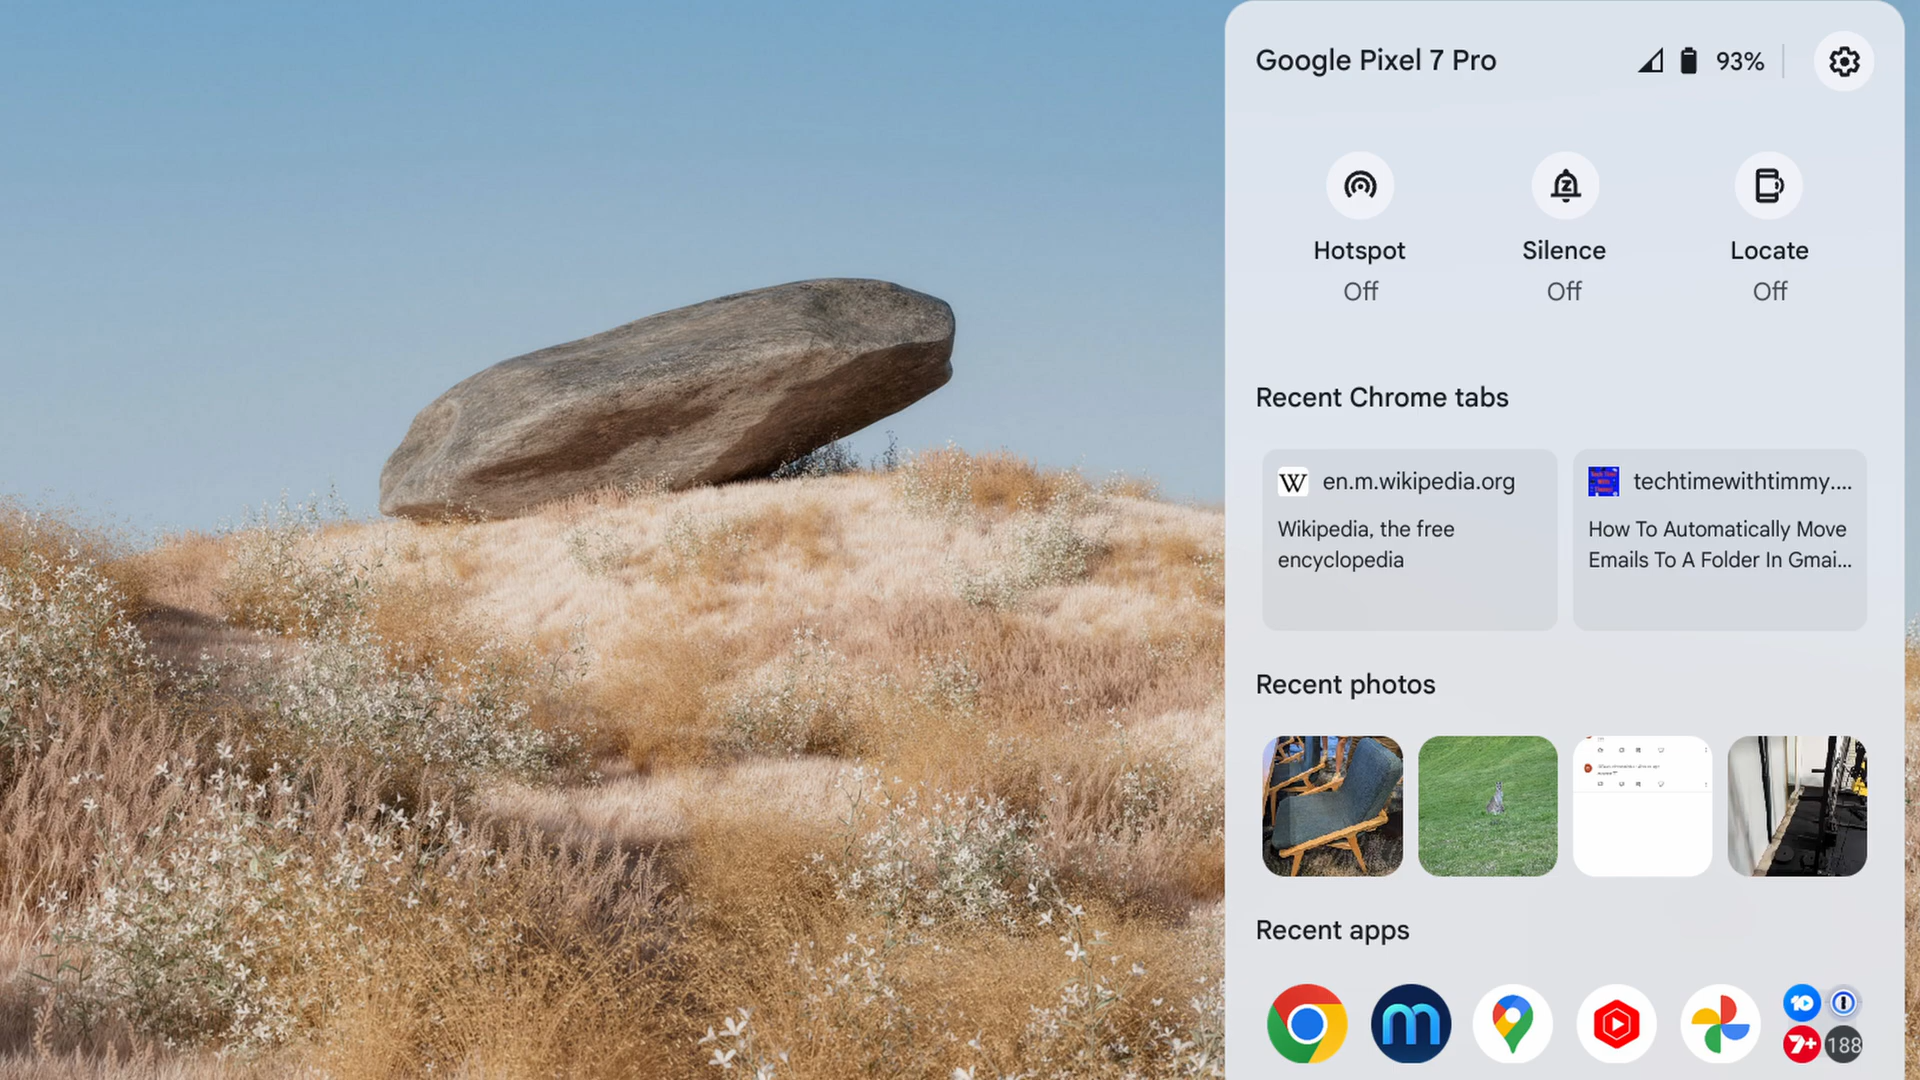 Google Pixel 7 Pro
93%
Hotspot
Off
Silence
Off
Locate
Off
Recent Chrome tabs
W
en.m.wikipedia.org
Wikipedia, the free
encyclopedia
techtimewithtimmy....
How To Automatically Move
Emails To A Folder In Gmai...
Recent photos
Recent apps
m
10
7+
188